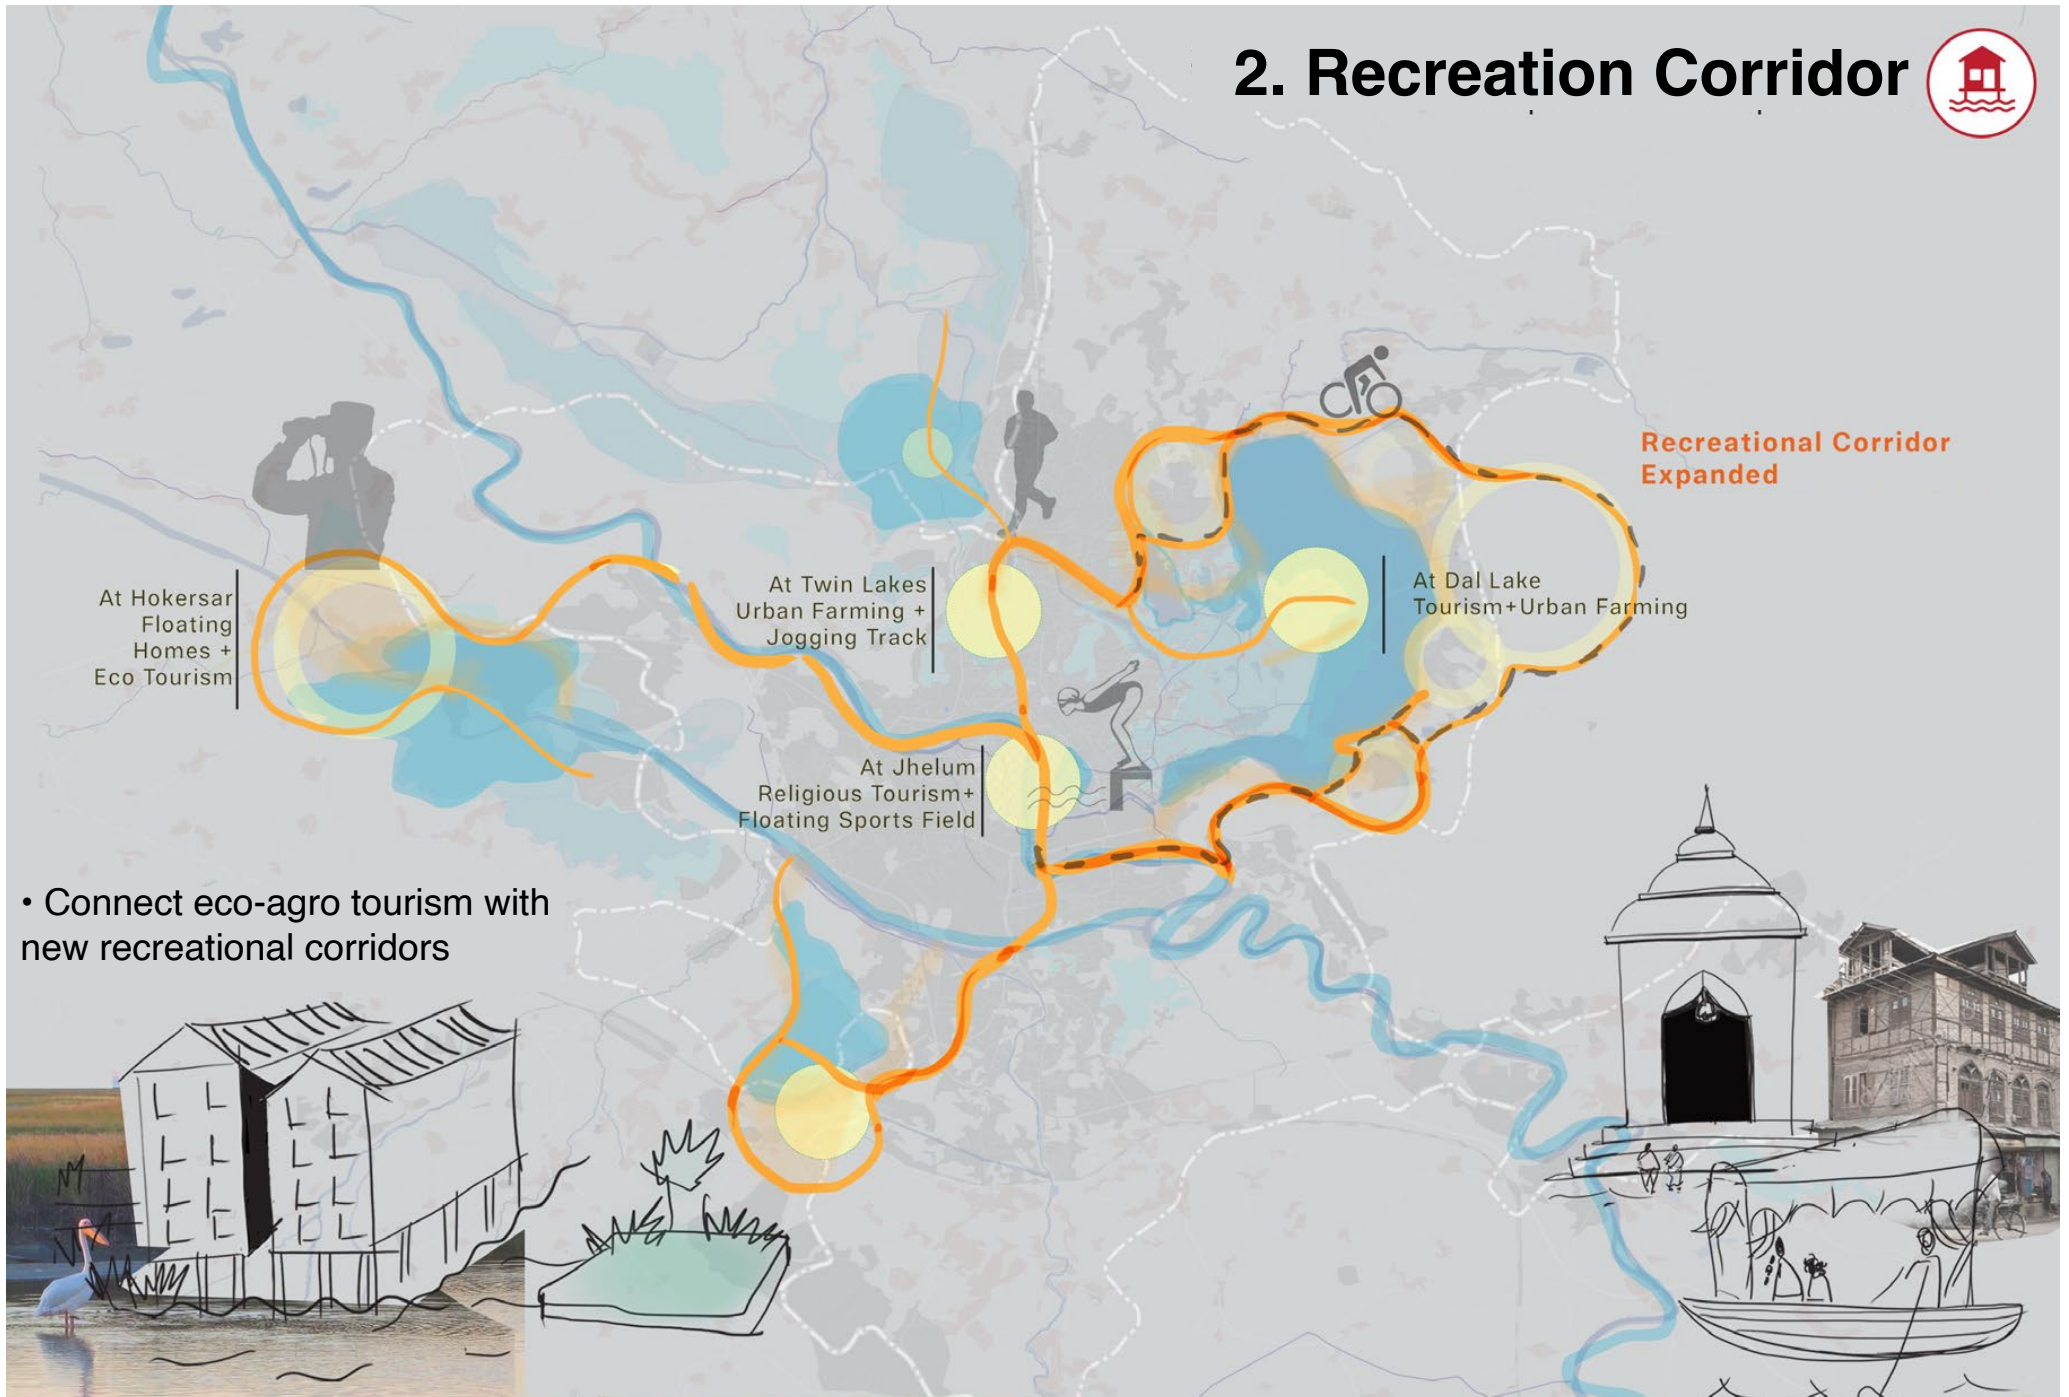 2. Recreation Corridor
Recreational Corridor
Expanded
At Hokersar
Floating
Homes +
Eco Tourism
At Twin Lakes
Urban Farming +
Jogging Track
At Dal Lake
Tourism+Urban Farming
At Jhelum
Religious Tourism+
Floating Sports Field
• Connect eco-agro tourism with
new recreational corridors